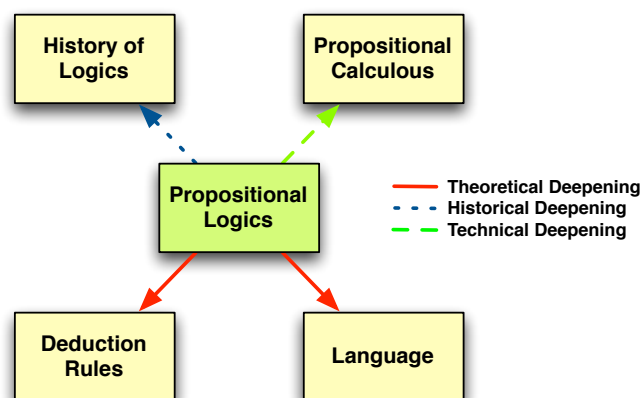 History of
Logics
Propositional
Calculous
Propositional
Logics
Theoretical Deepening
Historical Deepening
Technical Deepening
Deduction
Rules
Language